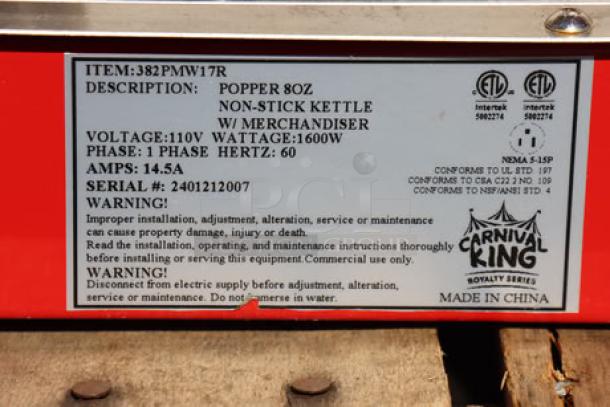 ITEM:382PMW17R
DESCRIPTION: POPPER 8OZ
NON-STICK KETTLE
W/ MERCHANDISER
VOLTAGE:110V WATTAGE:1600W
PHASE: 1 PHASE HERTZ: 60
AMPS: 14.5A
SERIAL #: 2401212007
WARNING!
Improper installation, adjustment, alteration, service or maintenance
can cause property damage, injury or death.
Read the installation, operating, and maintenance instructions thoroughly
before installing or serving this equipment.Commercial use only.
WARNING!
Disconnect from electric supply before adjustment, alteration,
service or maintenance. Do not immerse in water.
ETL ETL
Intertek Intertek
5002274 5002274
NEMA 5-15P
CONFORMS TO UL STD. 197
CONFORMS TO CSA C22.2 NO. 109
CONFORMS TO NSF/ANSI STD. 4
CARNIVAL
KING
ROYALTY SERIES
MADE IN CHINA